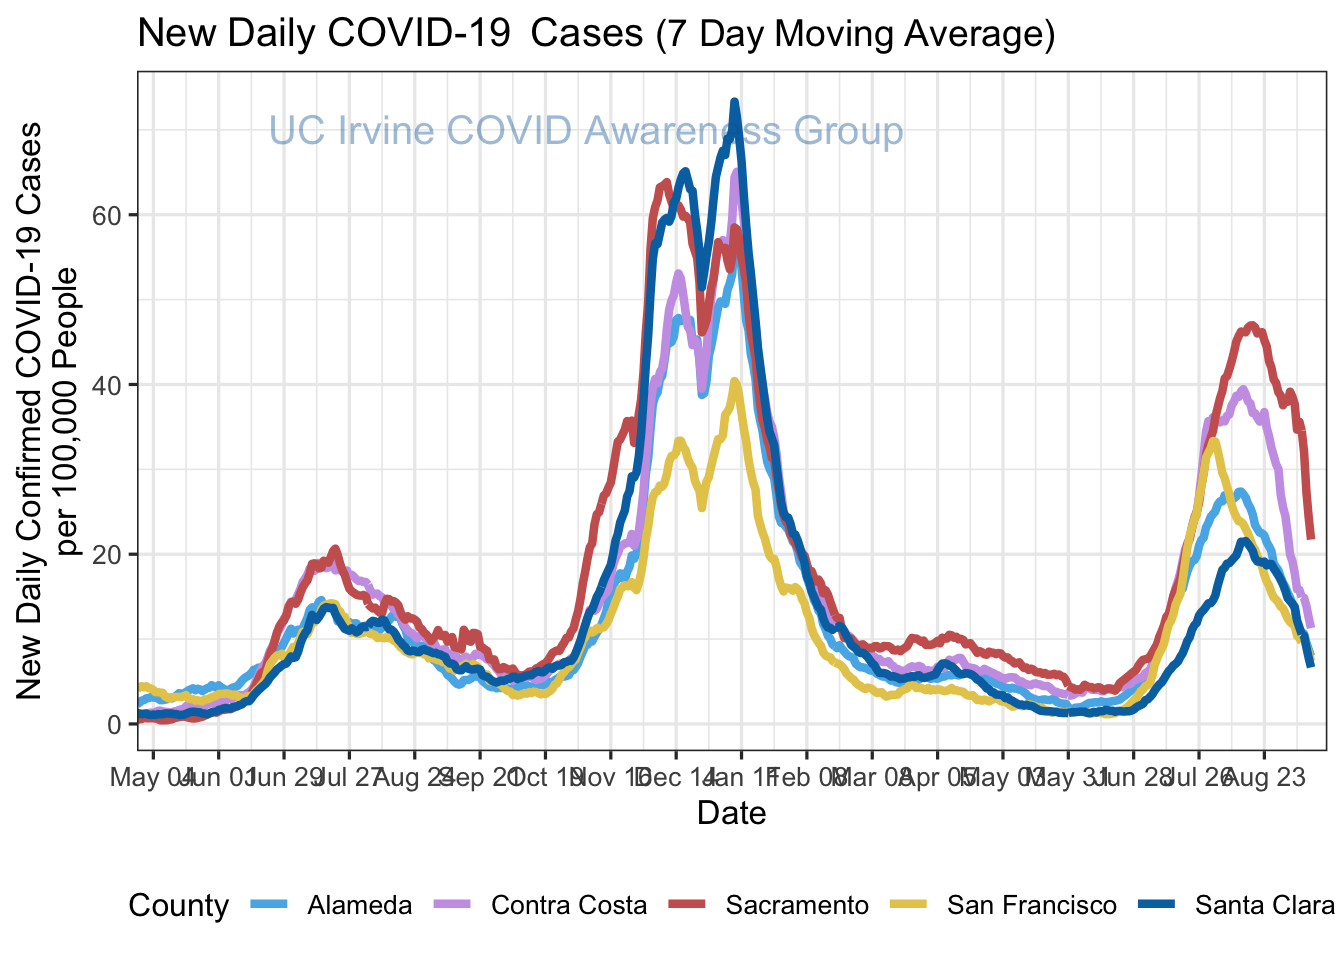 New Daily COVID-19 Cases (7 Day Moving Average)
UC Irvine COVID Awareness Group
New Daily Confirmed COVID-19 Cases
per 100,000 People
60
40
20
0
May 04 Jun 01 Jun 29 Jul 27 Aug 24 Sep 21 Oct 19 Nov 16 Dec 14 Jan 11 Feb 08 Mar 08 Apr 05 May 03 May 31 Jun 28 Jul 26 Aug 23
Date
County Alameda Contra Costa Sacramento San Francisco Santa Clara